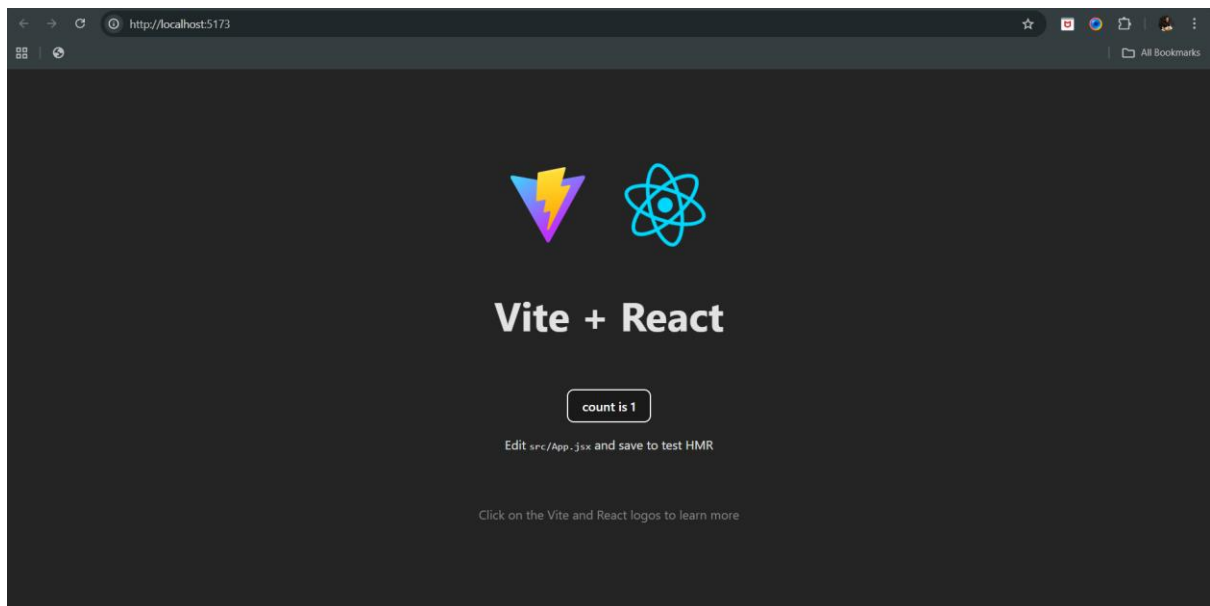 http://localhost:5173
All Bookmarks
Vite + React
count is 1
Edit src/App.jsx and save to test HMR
Click on the Vite and React logos to learn more